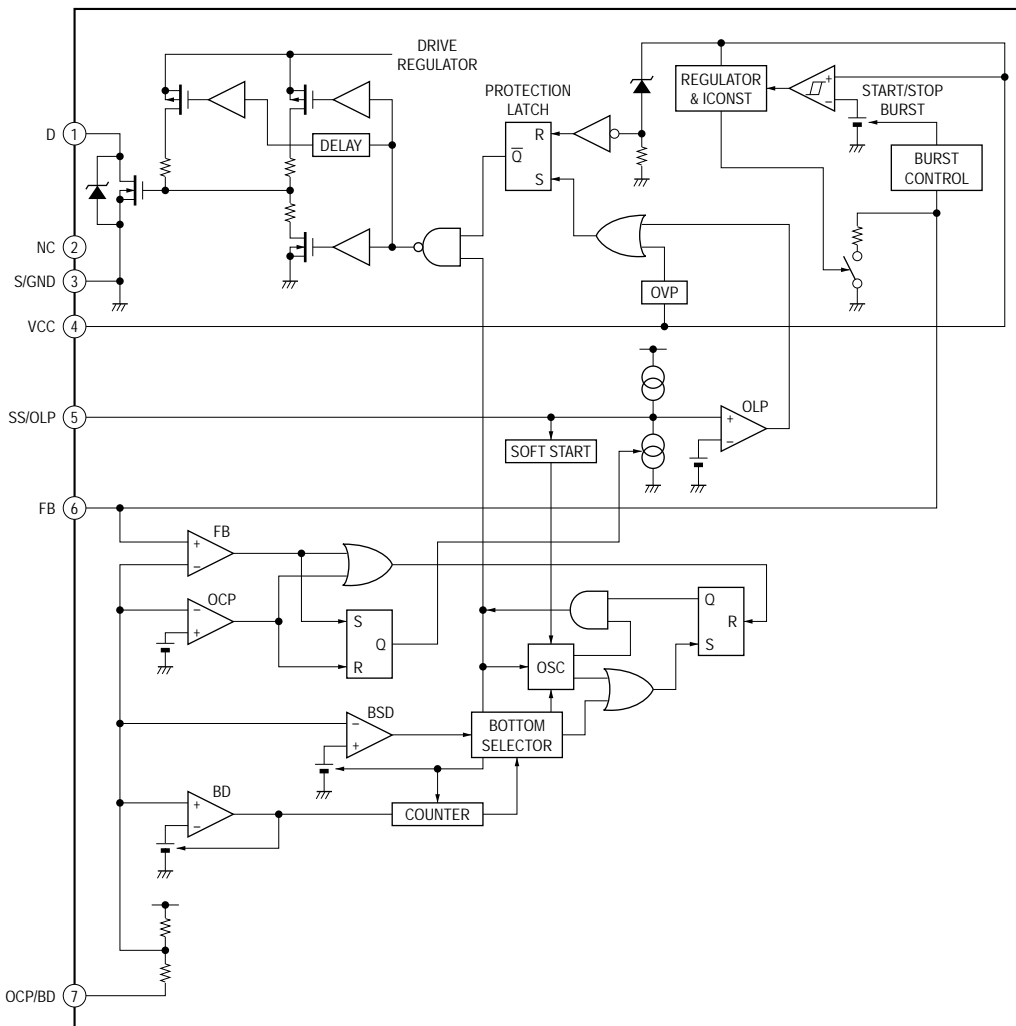 DRIVE
REGULATOR
PROTECTION
LATCH
REGULATOR
& ICONST
START/STOP
BURST
+
−
D 1
DELAY
R
Q̅
S
BURST
CONTROL
NC 2
S/GND 3
OVP
VCC 4
SS/OLP 5
OLP
+
−
SOFT START
FB 6
FB
+
−
OCP
−
+
S
Q
R
Q
R
S
OSC
BSD
−
+
BOTTOM
SELECTOR
BD
+
−
COUNTER
OCP/BD 7